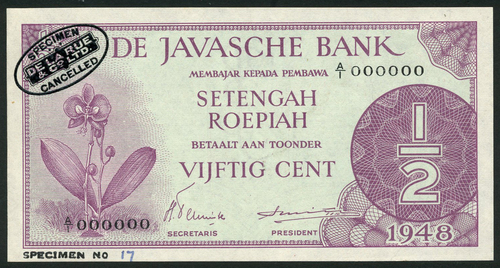 SPECIMEN
DE LA RUE
& CO. LTD.
CANCELLED
DE JAVASCHE BANK
MEMBAJAR KEPADA PEMBAWA
A/1 000000
SETENGAH
ROEPIAH
BETAALT AAN TOONDER
VIJFTIG CENT
1/2
A/1 000000
SECRETARIS
PRESIDENT
1948
SPECIMEN NO 17